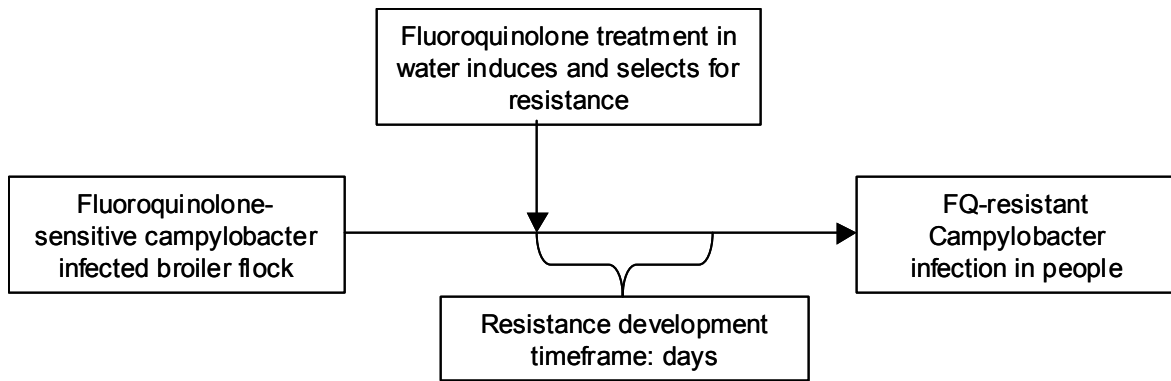 Fluoroquinolone treatment in
water induces and selects for
resistance
Fluoroquinolone-
sensitive campylobacter
infected broiler flock
FQ-resistant
Campylobacter
infection in people
Resistance development
timeframe: days